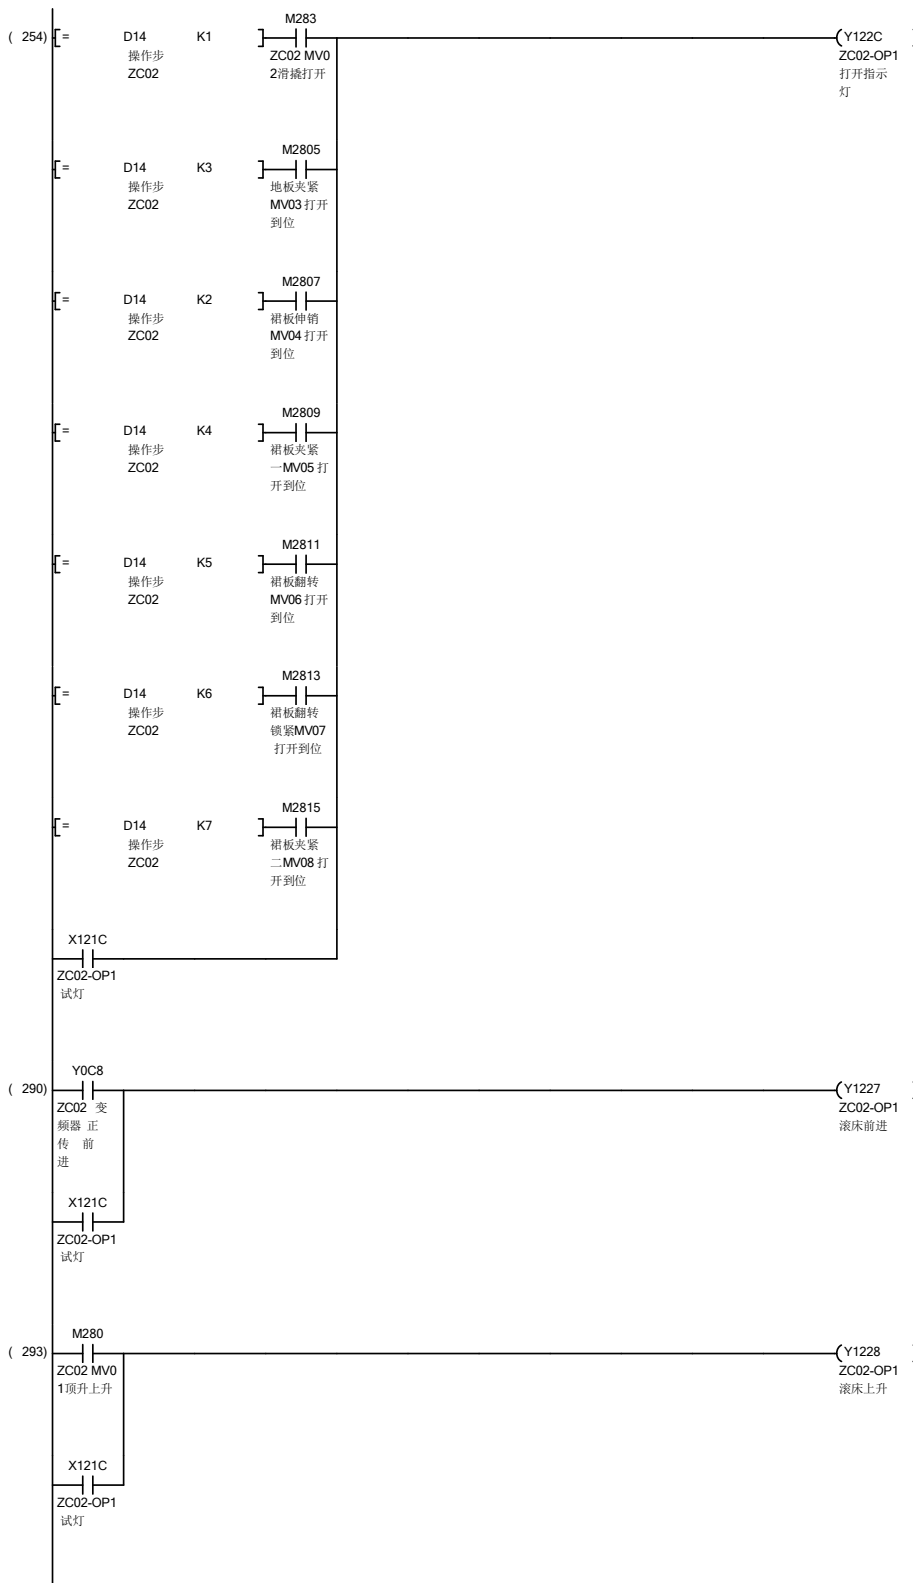 M283
( 254) [= D14 K1 ] (Y122C )
操作步 ZC02 MV0 ZC02-OP1
ZC02 2滑撬打开 打开指示
灯
M2805
[= D14 K3 ]
操作步 地板夹紧
ZC02 MV03 打开
到位
M2807
[= D14 K2 ]
操作步 裙板伸销
ZC02 MV04 打开
到位
M2809
[= D14 K4 ]
操作步 裙板夹紧
ZC02 一MV05 打
开到位
M2811
[= D14 K5 ]
操作步 裙板翻转
ZC02 MV06 打开
到位
M2813
[= D14 K6 ]
操作步 裙板翻转
ZC02 锁紧MV07
打开到位
M2815
[= D14 K7 ]
操作步 裙板夹紧
ZC02 二MV08 打
开到位
X121C
ZC02-OP1
试灯
Y0C8
( 290) (Y1227 )
ZC02 变 ZC02-OP1
频器 正 滚床前进
传 前
进
X121C
ZC02-OP1
试灯
M280
( 293) (Y1228 )
ZC02 MV0 ZC02-OP1
1顶升上升 滚床上升
X121C
ZC02-OP1
试灯